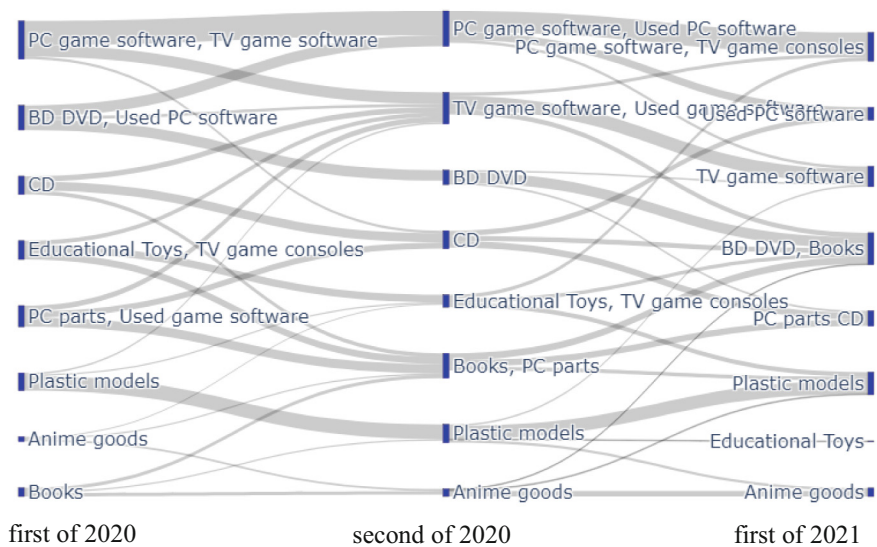 PC game software, TV game software
BD DVD, Used PC software
CD
Educational Toys, TV game consoles
PC parts, Used game software
Plastic models
Anime goods
Books
PC game software, Used PC software
TV game software, Used game software
BD DVD
CD
Educational Toys, TV game consoles
Books, PC parts
Plastic models
Anime goods
PC game software, TV game consoles
Used PC software
TV game software
BD DVD, Books
PC parts CD
Plastic models
Educational Toys
Anime goods
first of 2020
second of 2020
first of 2021